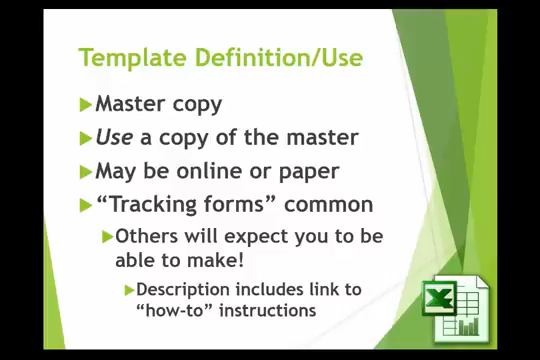 Template Definition/Use
Master copy
Use a copy of the master
May be online or paper
“Tracking forms” common
Others will expect you to be
able to make!
Description includes link to
“how-to” instructions